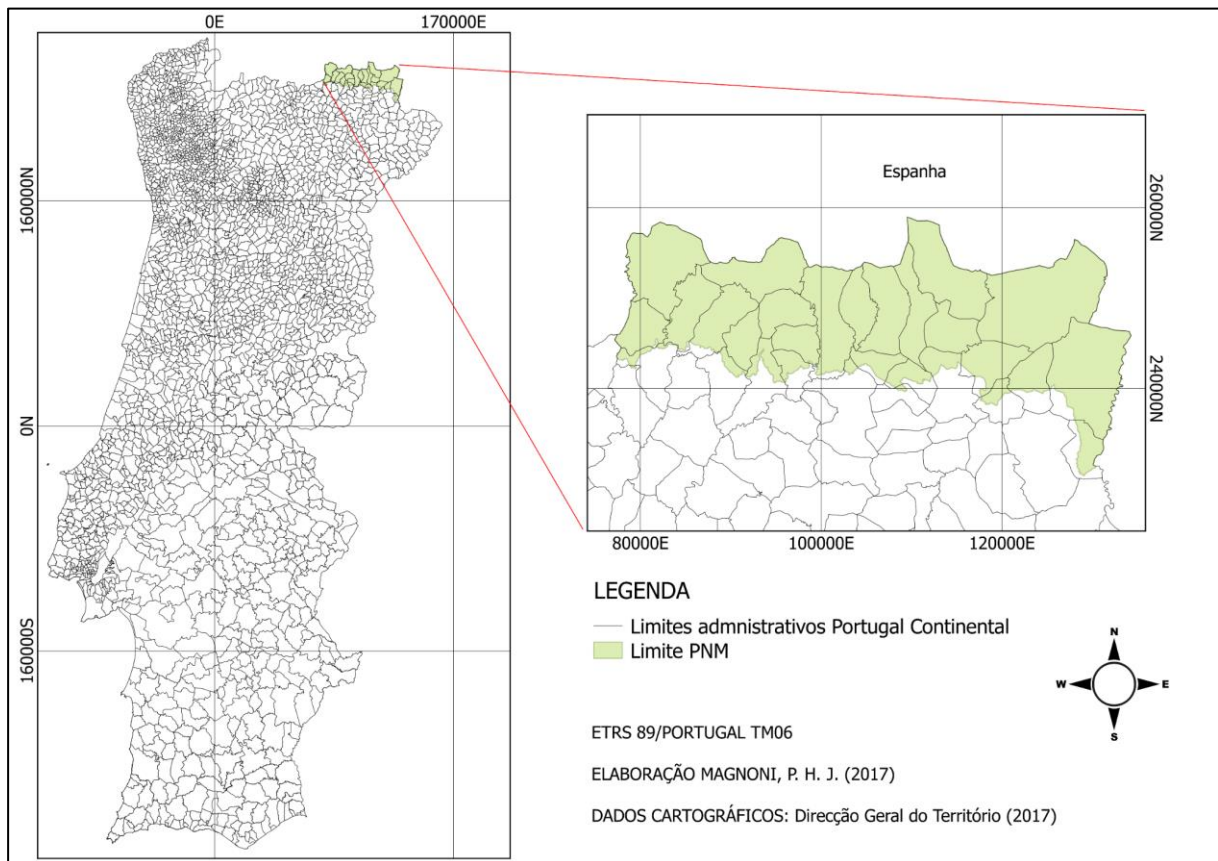 0E
170000E
160000N
0N
160000S
Espanha
260000N
240000N
80000E
100000E
120000E
LEGENDA
Limites admnistrativos Portugal Continental
Limite PNM
N
W
E
S
ETRS 89/PORTUGAL TM06
ELABORAÇÃO MAGNONI, P. H. J. (2017)
DADOS CARTOGRÁFICOS: Direcção Geral do Território (2017)